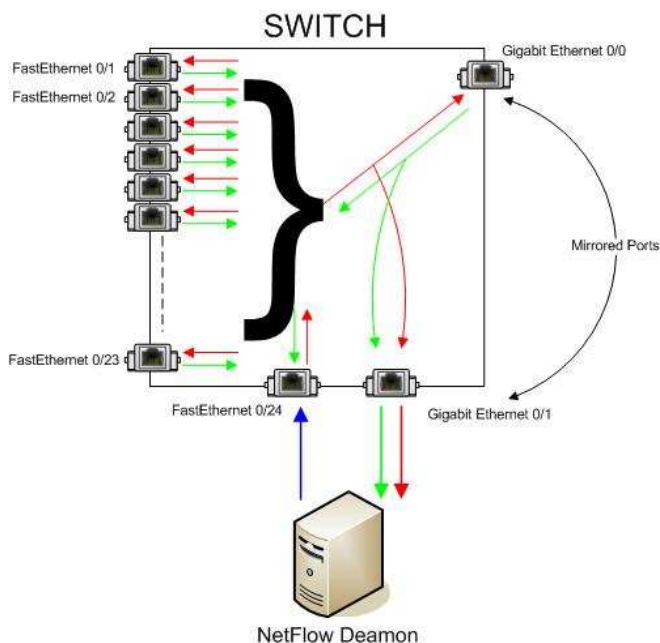 SWITCH
Gigabit Ethernet 0/0
FastEthernet 0/1
FastEthernet 0/2
Mirrored Ports
FastEthernet 0/23
FastEthernet 0/24
Gigabit Ethernet 0/1
NetFlow Deamon